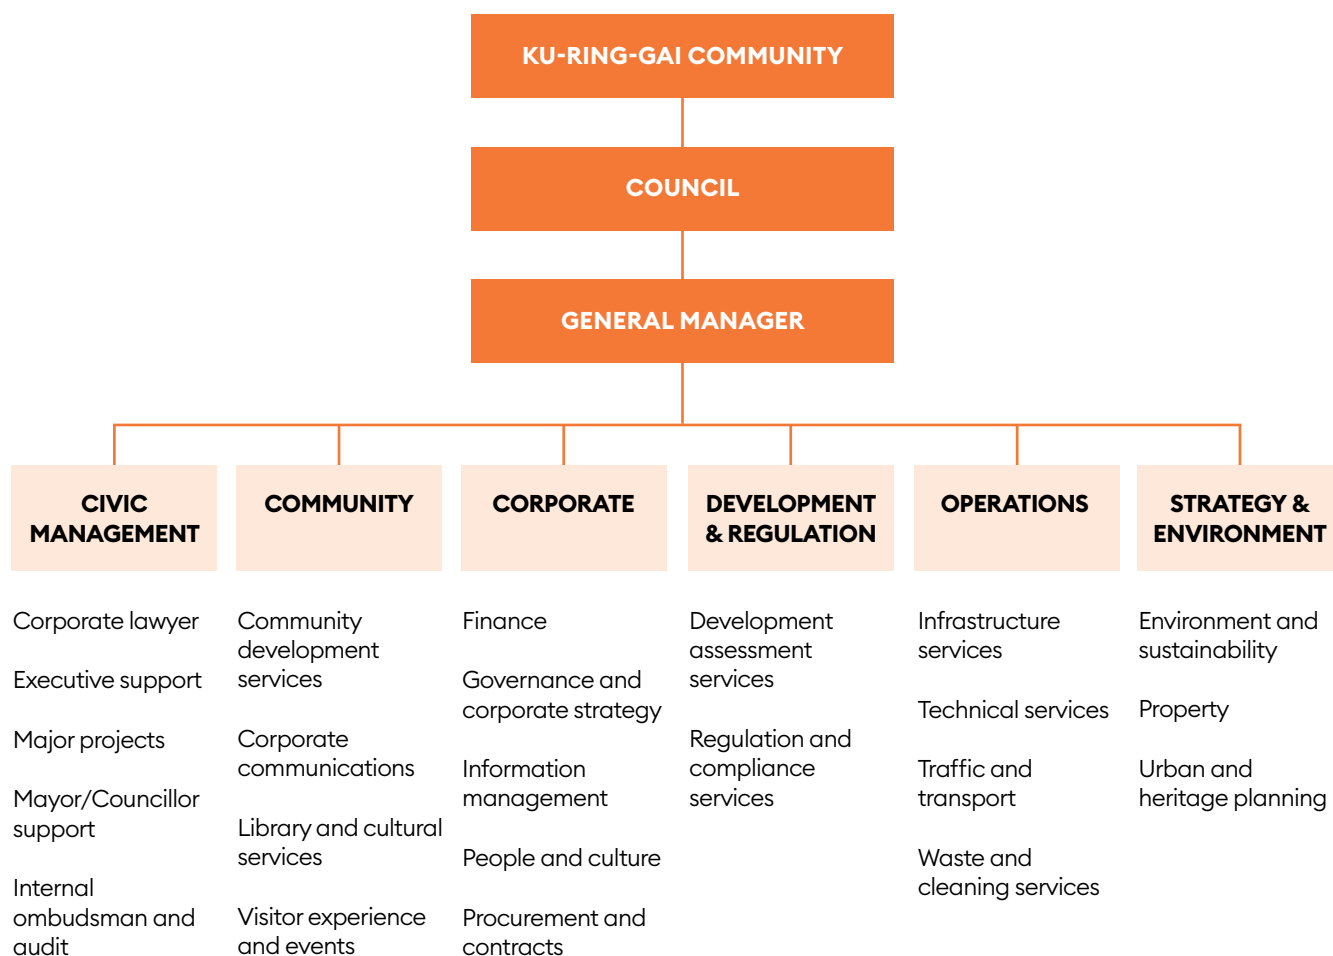 KU-RING-GAI COMMUNITY
COUNCIL
GENERAL MANAGER
CIVIC
MANAGEMENT
Corporate lawyer
Executive support
Major projects
Mayor/Councillor
support
Internal
ombudsman and
audit
COMMUNITY
Community
development
services
Corporate
communications
Library and cultural
services
Visitor experience
and events
CORPORATE
Finance
Governance and
corporate strategy
Information
management
People and culture
Procurement and
contracts
DEVELOPMENT
& REGULATION
Development
assessment
services
Regulation and
compliance
services
OPERATIONS
Infrastructure
services
Technical services
Traffic and
transport
Waste and
cleaning services
STRATEGY &
ENVIRONMENT
Environment and
sustainability
Property
Urban and
heritage planning